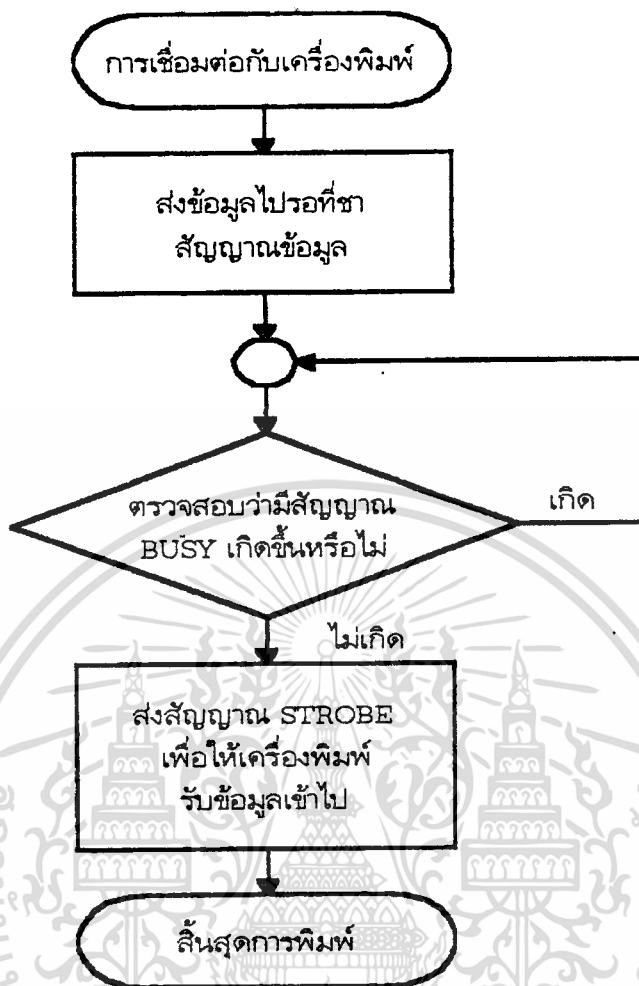 การเชื่อมต่อกับเครื่องพิมพ์
ส่งข้อมูลไปรอที่ขา
สัญญาณข้อมูล
ตรวจสอบว่ามีสัญญาณ
BUSY เกิดขึ้นหรือไม่
เกิด
ไม่เกิด
ส่งสัญญาณ STROBE
เพื่อให้เครื่องพิมพ์
รับข้อมูลเข้าไป
สิ้นสุดการพิมพ์